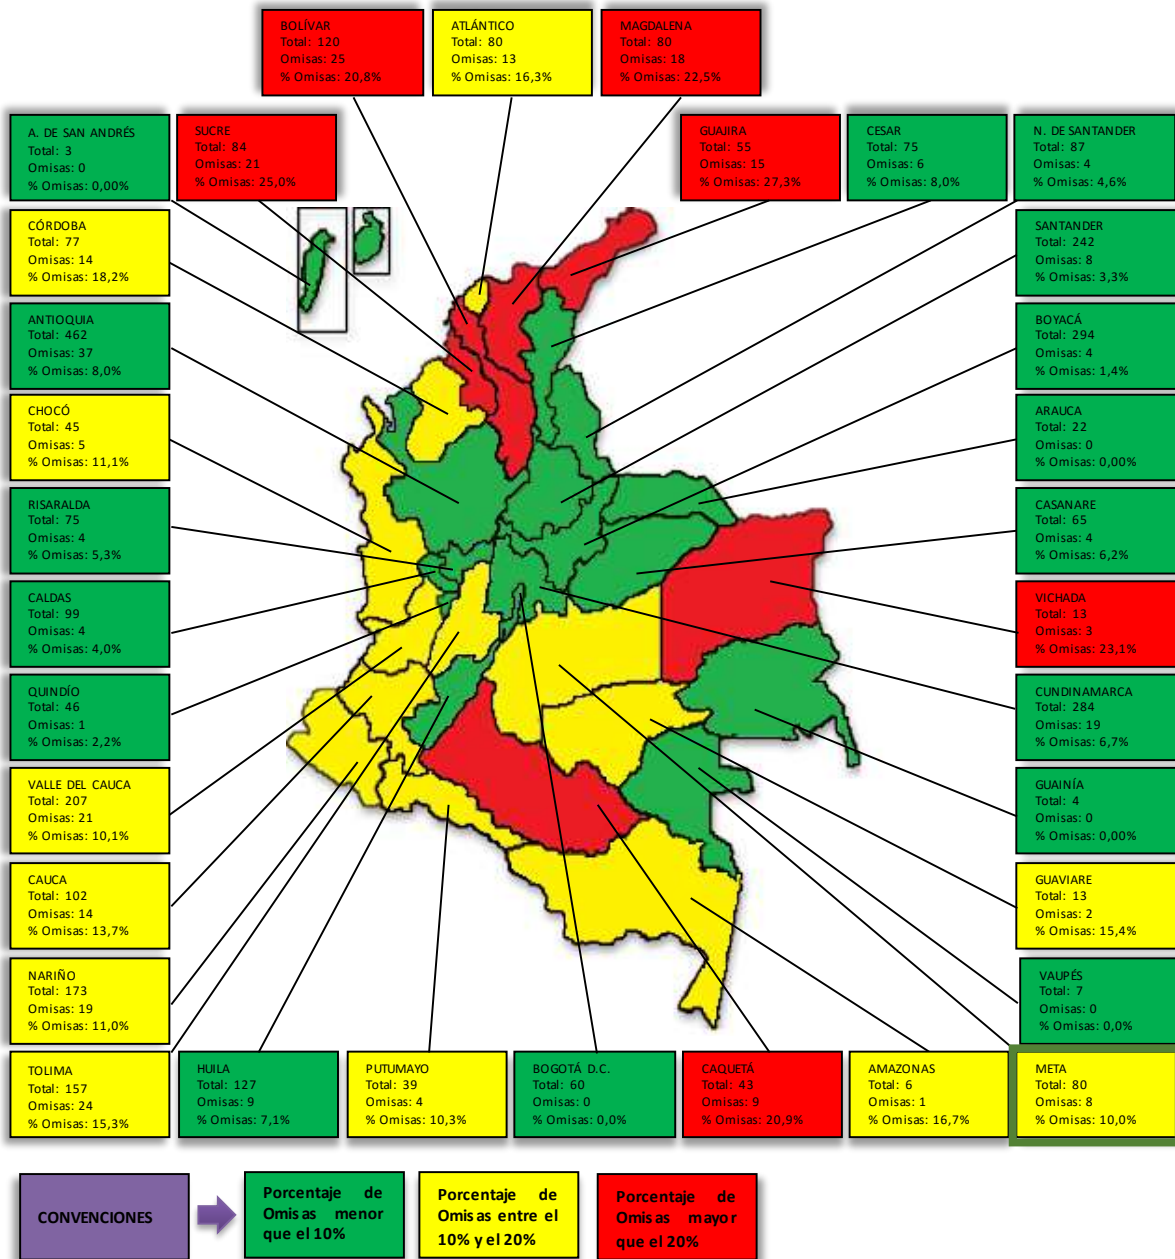 BOLÍVAR
Total: 120
Omisas: 25
% Omisas: 20,8%
ATLÁNTICO
Total: 80
Omisas: 13
% Omisas: 16,3%
MAGDALENA
Total: 80
Omisas: 18
% Omisas: 22,5%
A. DE SAN ANDRÉS
Total: 3
Omisas: 0
% Omisas: 0,00%
SUCRE
Total: 84
Omisas: 21
% Omisas: 25,0%
GUAJIRA
Total: 55
Omisas: 15
% Omisas: 27,3%
CESAR
Total: 75
Omisas: 6
% Omisas: 8,0%
N. DE SANTANDER
Total: 87
Omisas: 4
% Omisas: 4,6%
CÓRDOBA
Total: 77
Omisas: 14
% Omisas: 18,2%
SANTANDER
Total: 242
Omisas: 8
% Omisas: 3,3%
ANTIOQUIA
Total: 462
Omisas: 37
% Omisas: 8,0%
BOYACÁ
Total: 294
Omisas: 4
% Omisas: 1,4%
CHOCÓ
Total: 45
Omisas: 5
% Omisas: 11,1%
ARAUCA
Total: 22
Omisas: 0
% Omisas: 0,00%
RISARALDA
Total: 75
Omisas: 4
% Omisas: 5,3%
CASANARE
Total: 65
Omisas: 4
% Omisas: 6,2%
CALDAS
Total: 99
Omisas: 4
% Omisas: 4,0%
VICHADA
Total: 13
Omisas: 3
% Omisas: 23,1%
QUINDÍO
Total: 46
Omisas: 1
% Omisas: 2,2%
CUNDINAMARCA
Total: 284
Omisas: 19
% Omisas: 6,7%
VALLE DEL CAUCA
Total: 207
Omisas: 21
% Omisas: 10,1%
GUAINÍA
Total: 4
Omisas: 0
% Omisas: 0,00%
CAUCA
Total: 102
Omisas: 14
% Omisas: 13,7%
GUAVIARE
Total: 13
Omisas: 2
% Omisas: 15,4%
NARIÑO
Total: 173
Omisas: 19
% Omisas: 11,0%
VAUPÉS
Total: 7
Omisas: 0
% Omisas: 0,0%
TOLIMA
Total: 157
Omisas: 24
% Omisas: 15,3%
HUILA
Total: 127
Omisas: 9
% Omisas: 7,1%
PUTUMAYO
Total: 39
Omisas: 4
% Omisas: 10,3%
BOGOTÁ D.C.
Total: 60
Omisas: 0
% Omisas: 0,0%
CAQUETÁ
Total: 43
Omisas: 9
% Omisas: 20,9%
AMAZONAS
Total: 6
Omisas: 1
% Omisas: 16,7%
META
Total: 80
Omisas: 8
% Omisas: 10,0%
CONVENCIONES
Porcentaje de
Omisas menor
que el 10%
Porcentaje de
Omisas entre el
10% y el 20%
Porcentaje de
Omisas mayor
que el 20%